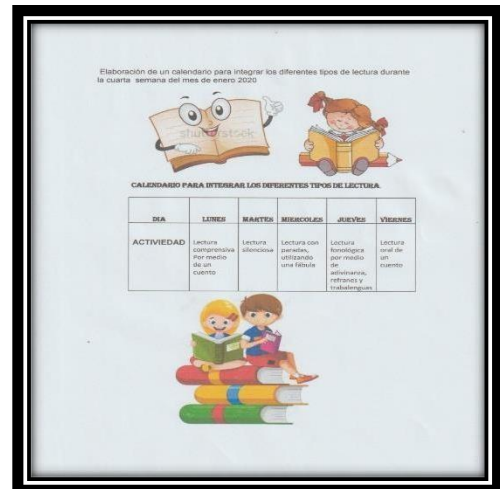 Elaboración de un calendario para integrar los diferentes tipos de lectura durante
la cuarta semana del mes de enero 2020
shutterstock
CALENDARIO PARA INTEGRAR LOS DIFERENTES TIPOS DE LECTURA
DIA LUNES MARTES MIERCOLES JUEVES VIERNES
ACTIVIEDAD
Lectura
comprensiva
Por medio
de un
cuento
Lectura
silenciosa
Lectura con
paradas,
utilizando
una fábula
Lectura
fonológica
por medio
de
adivinanza,
refranes y
trabalenguas
Lectura
oral de
un
cuento